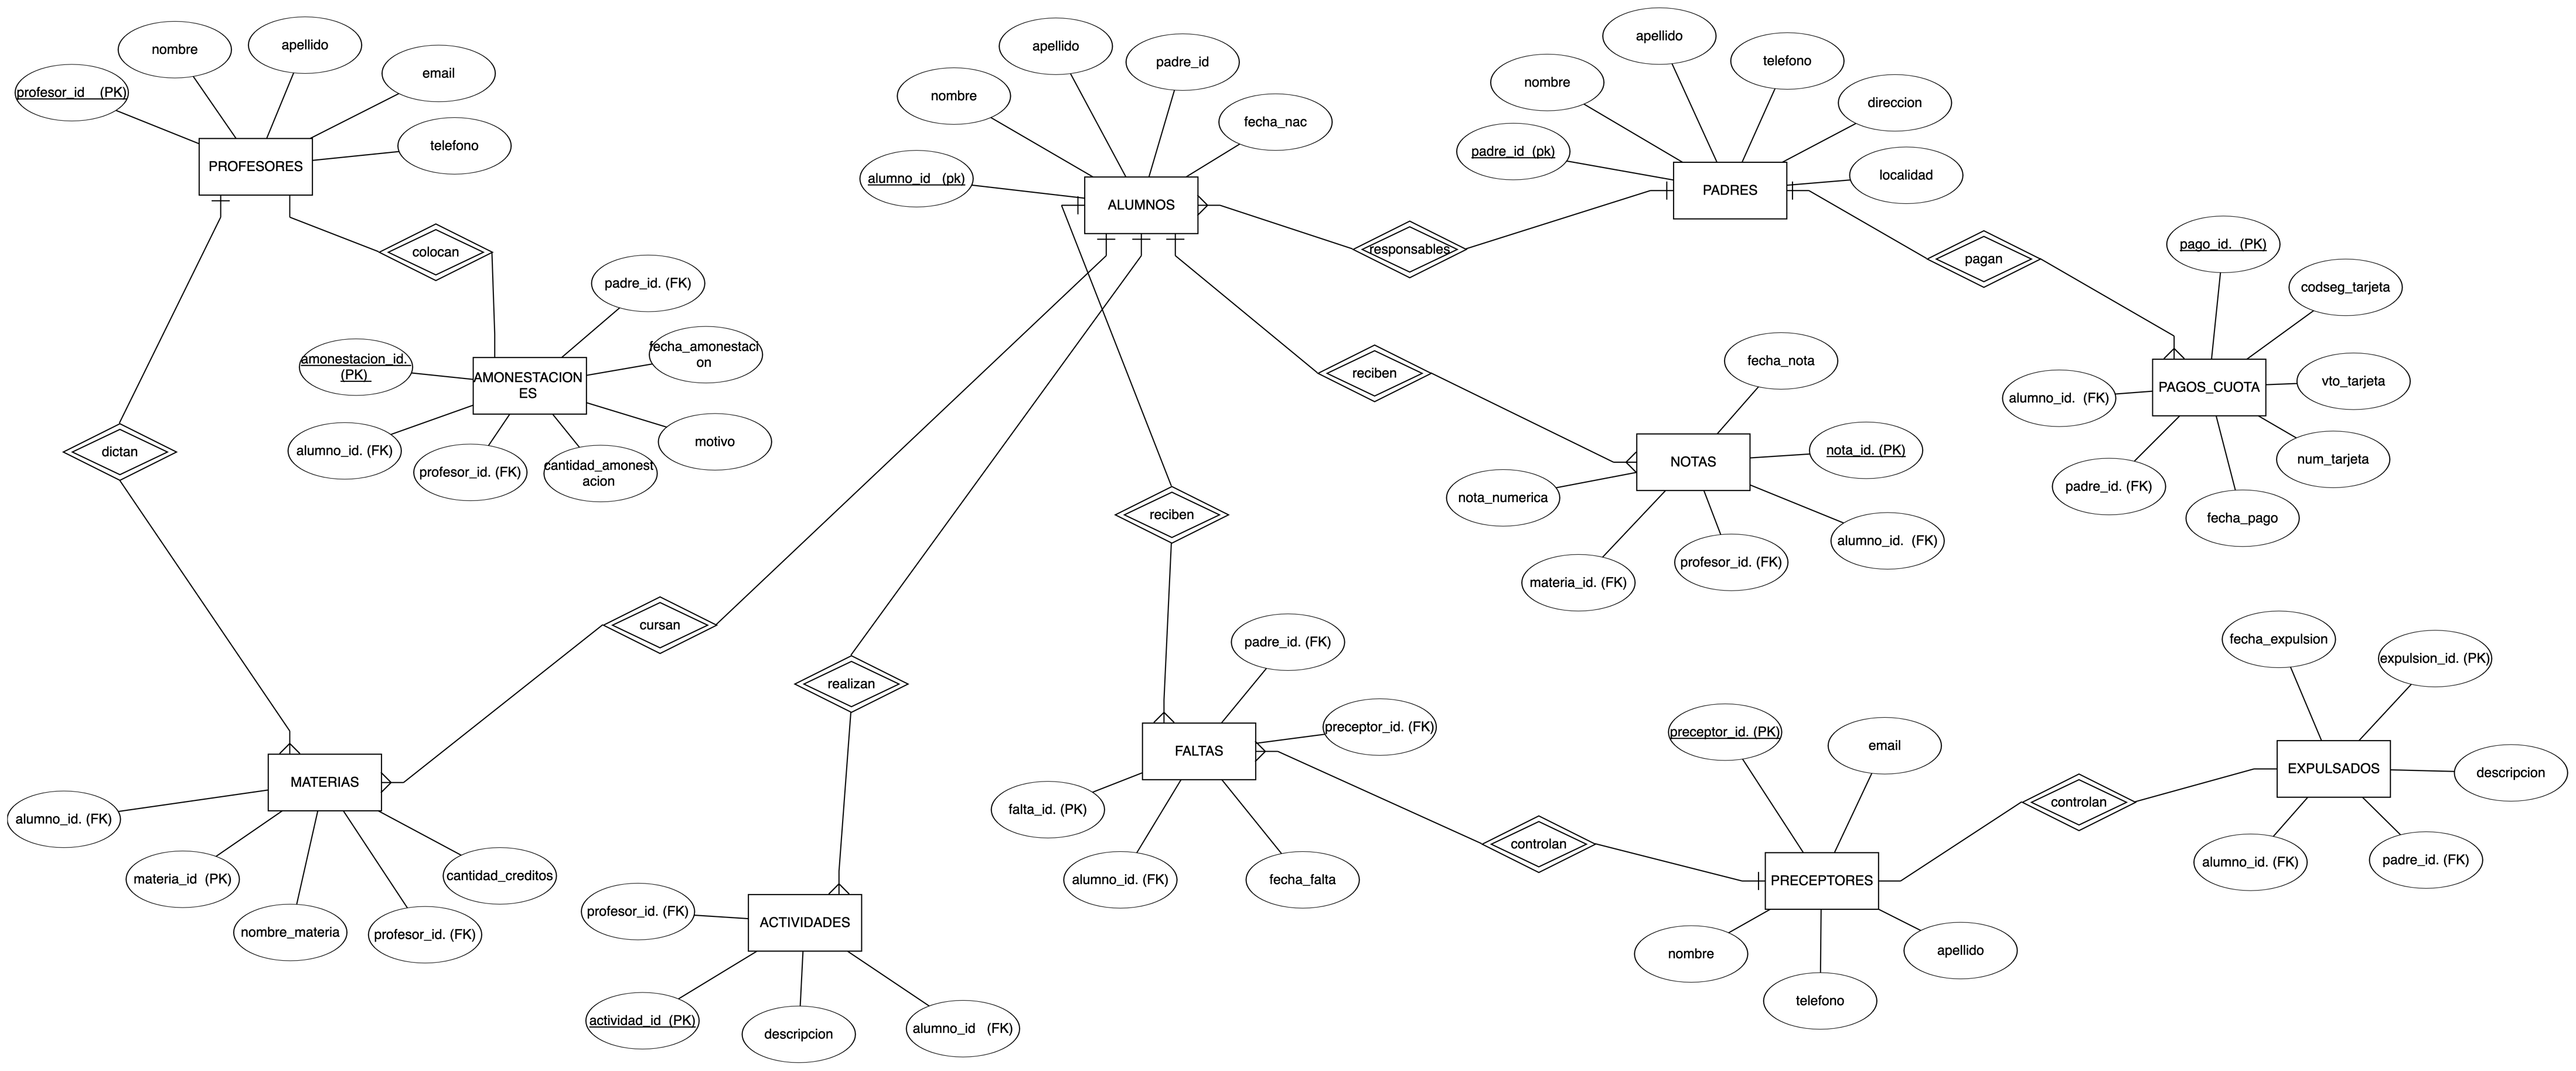 profesor_id (PK)
nombre
apellido
email
telefono
PROFESORES
colocan
padre_id. (FK)
fecha_amonestaci
on
amonestacion_id.
(PK)
AMONESTACION
ES
motivo
alumno_id. (FK)
profesor_id. (FK)
cantidad_amonest
acion
dictan
cursan
MATERIAS
alumno_id. (FK)
materia_id (PK)
nombre_materia
profesor_id. (FK)
cantidad_creditos
apellido
padre_id
nombre
fecha_nac
alumno_id (pk)
ALUMNOS
responsables
reciben
reciben
realizan
ACTIVIDADES
profesor_id. (FK)
actividad_id (PK)
descripcion
alumno_id (FK)
apellido
telefono
nombre
direccion
padre_id (pk)
localidad
PADRES
pagan
pago_id. (PK)
codseg_tarjeta
vto_tarjeta
PAGOS_CUOTA
alumno_id. (FK)
num_tarjeta
padre_id. (FK)
fecha_pago
fecha_nota
nota_id. (PK)
NOTAS
nota_numerica
materia_id. (FK)
profesor_id. (FK)
alumno_id. (FK)
padre_id. (FK)
preceptor_id. (FK)
FALTAS
falta_id. (PK)
alumno_id. (FK)
fecha_falta
controlan
preceptor_id. (PK)
email
PRECEPTORES
nombre
telefono
apellido
controlan
fecha_expulsion
expulsion_id. (PK)
EXPULSADOS
descripcion
alumno_id. (FK)
padre_id. (FK)